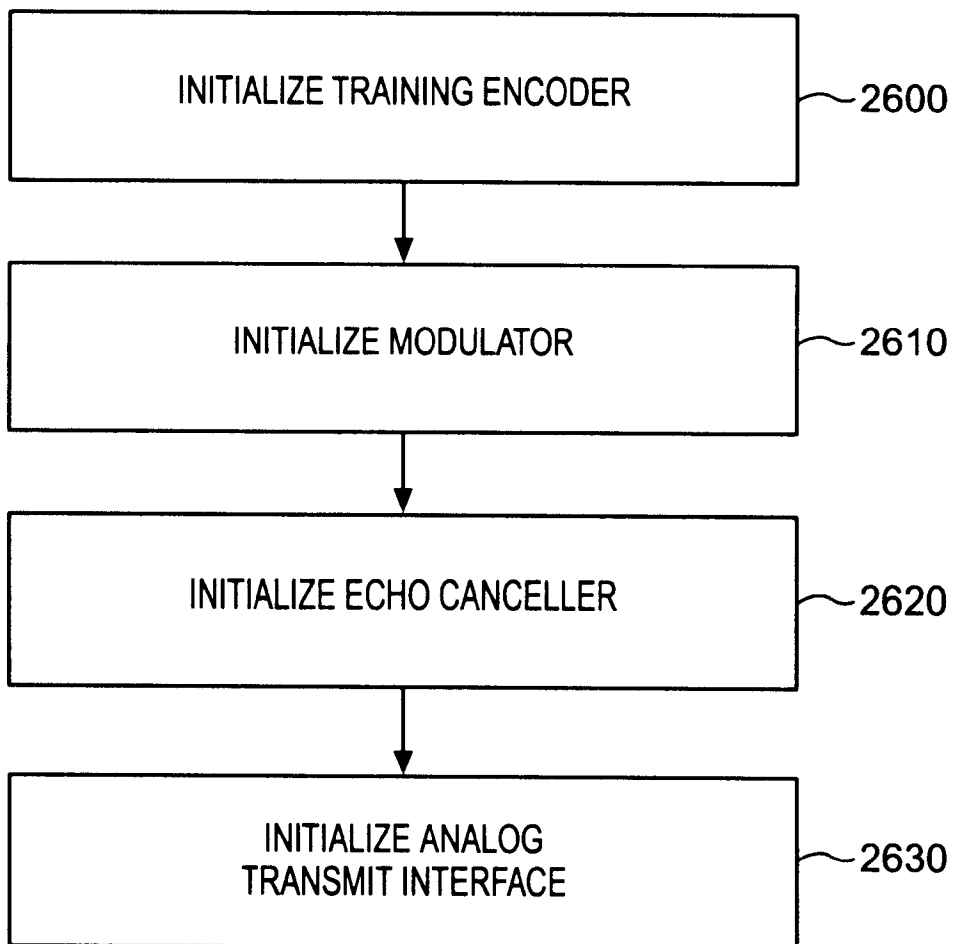 INITIALIZE TRAINING ENCODER
2600
INITIALIZE MODULATOR
2610
INITIALIZE ECHO CANCELLER
2620
INITIALIZE ANALOG
TRANSMIT INTERFACE
2630